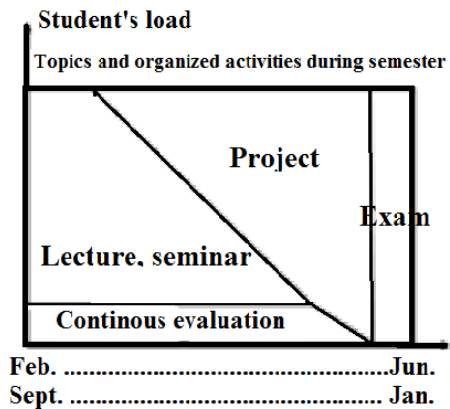 Student's load
Topics and organized activities during semester
Project
Exam
Lecture, seminar
Continous evaluation
Feb. ................................................Jun.
Sept. ............................................... Jan.